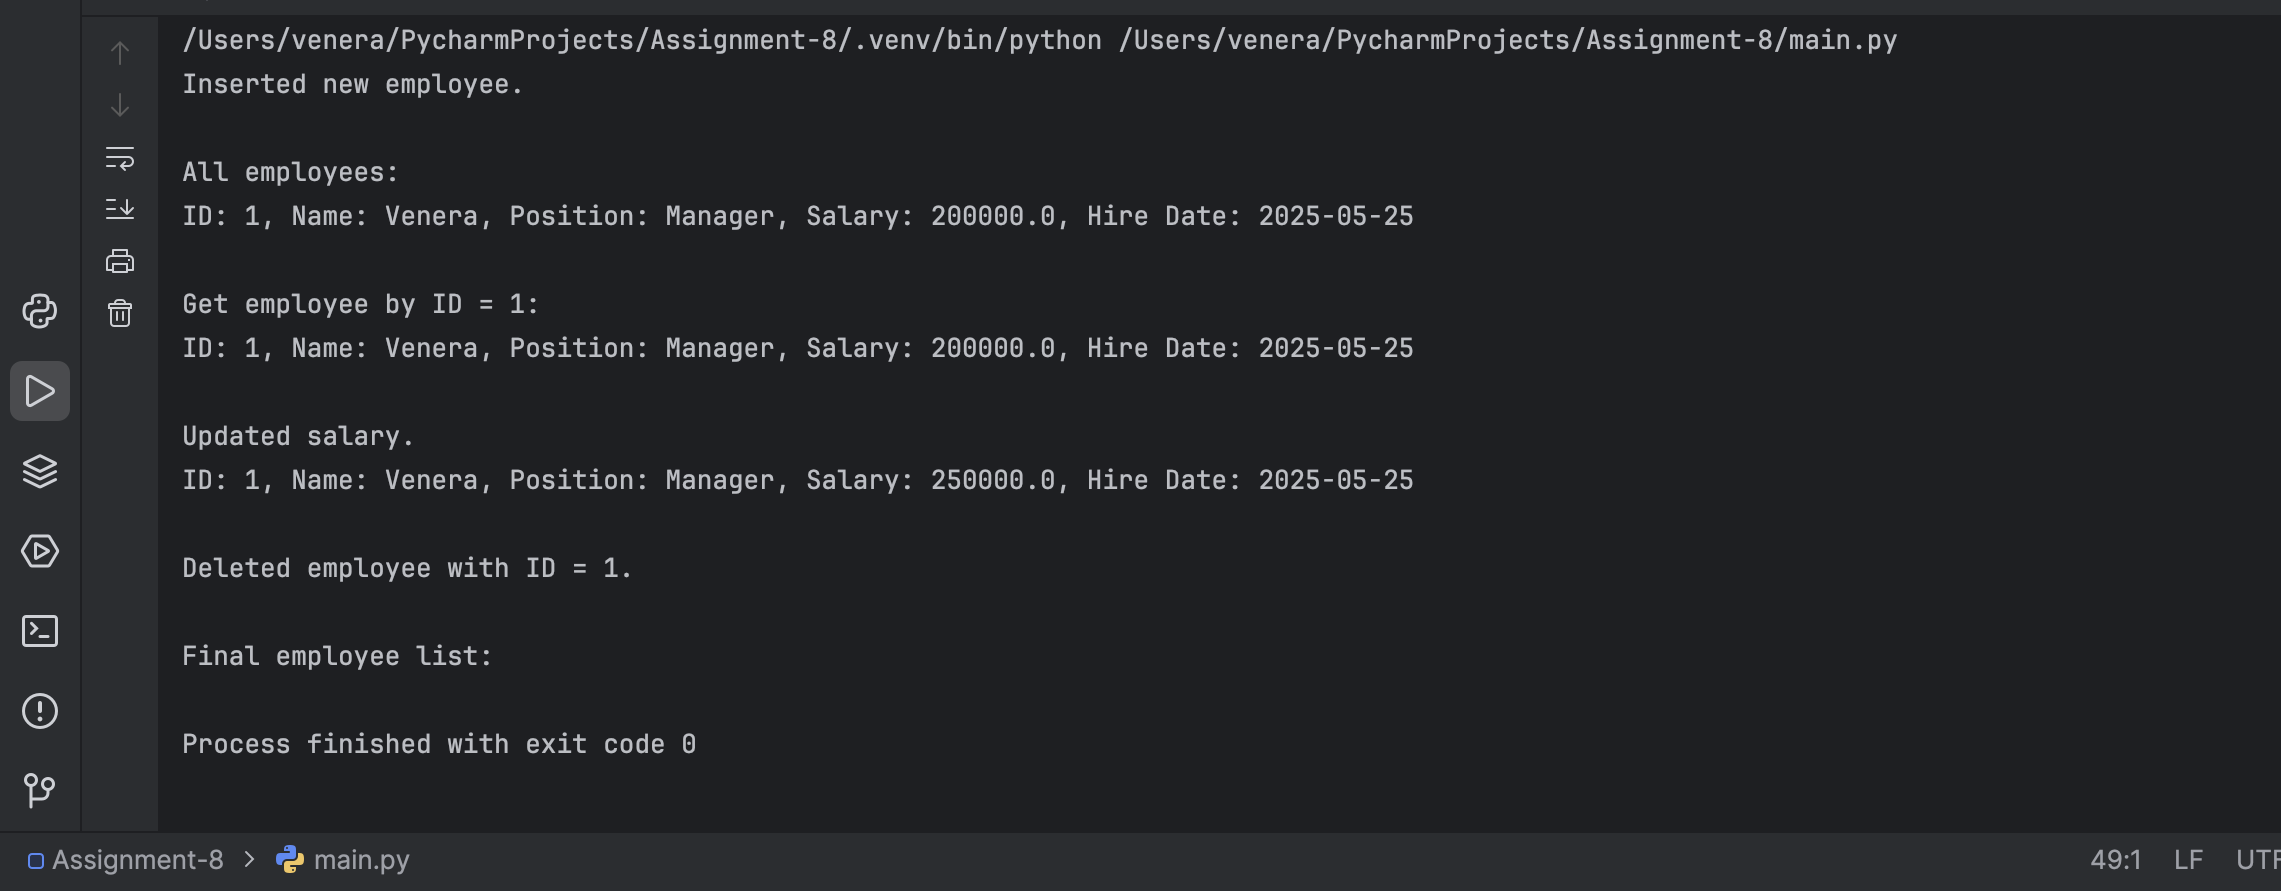 /Users/venera/PycharmProjects/Assignment-8/.venv/bin/python /Users/venera/PycharmProjects/Assignment-8/main.py
Inserted new employee.
All employees:
ID: 1, Name: Venera, Position: Manager, Salary: 200000.0, Hire Date: 2025-05-25
Get employee by ID = 1:
ID: 1, Name: Venera, Position: Manager, Salary: 200000.0, Hire Date: 2025-05-25
Updated salary.
ID: 1, Name: Venera, Position: Manager, Salary: 250000.0, Hire Date: 2025-05-25
Deleted employee with ID = 1.
Final employee list:
Process finished with exit code 0
Assignment-8 > main.py 49:1 LF UTF